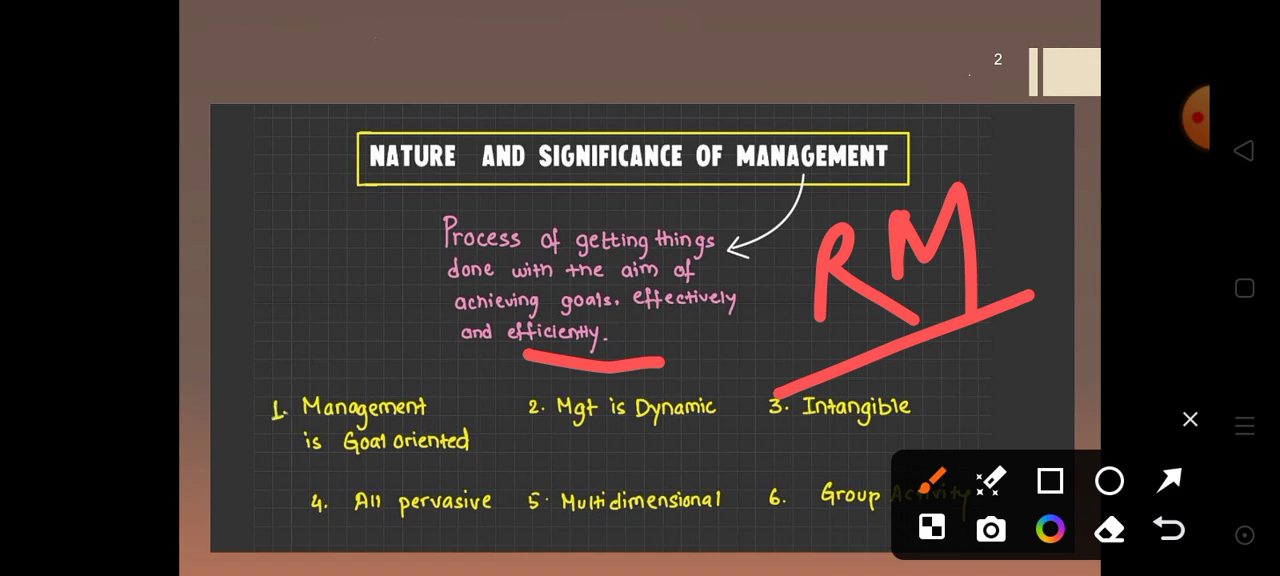 2
NATURE AND SIGNIFICANCE OF MANAGEMENT
Process of getting things
done with the aim of
achieving goals, effectively
and efficiently.
RM
1. Management
is Goal oriented
2. Mgt is Dynamic
3. Intangible
4. All pervasive
5. Multidimensional
6. Group Activity